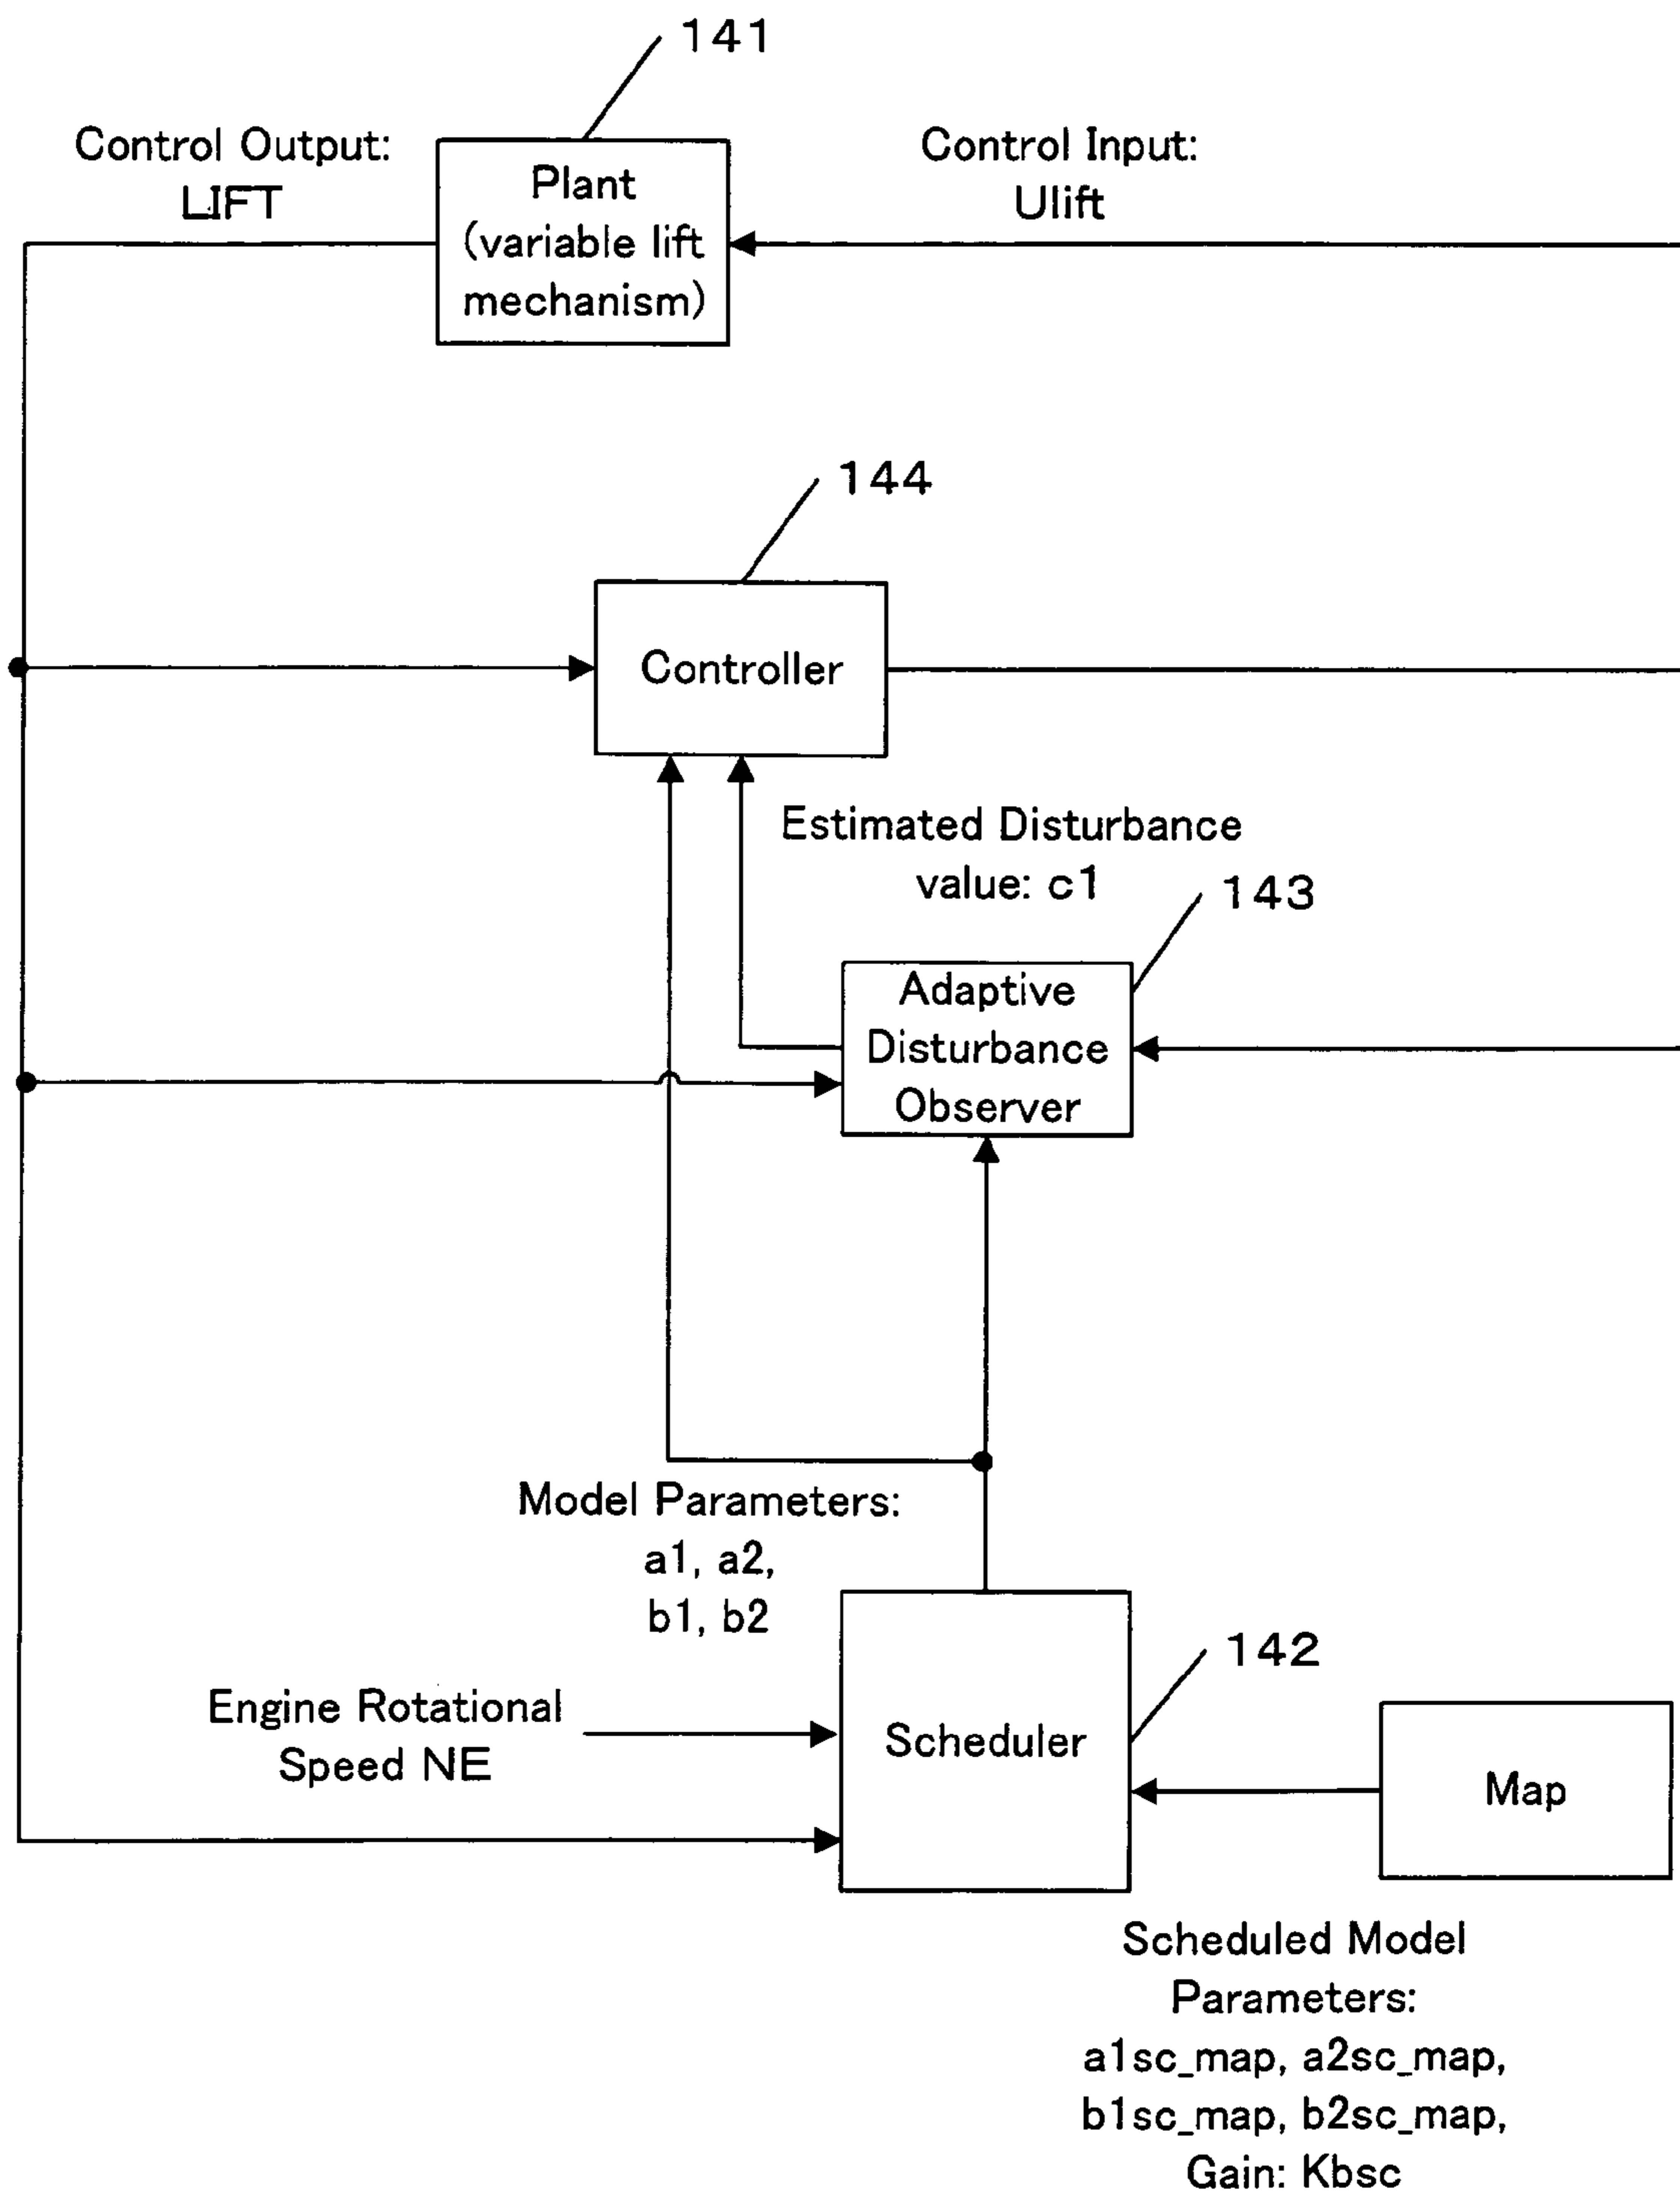 141
Control Output:
LIFT
Plant
(variable lift
mechanism)
Control Input:
Ulift
144
Controller
Estimated Disturbance
value: c1
143
Adaptive
Disturbance
Observer
Model Parameters:
a1, a2,
b1, b2
142
Engine Rotational
Speed NE
Scheduler
Map
Scheduled Model
Parameters:
a1sc_map, a2sc_map,
b1sc_map, b2sc_map,
Gain: Kbsc